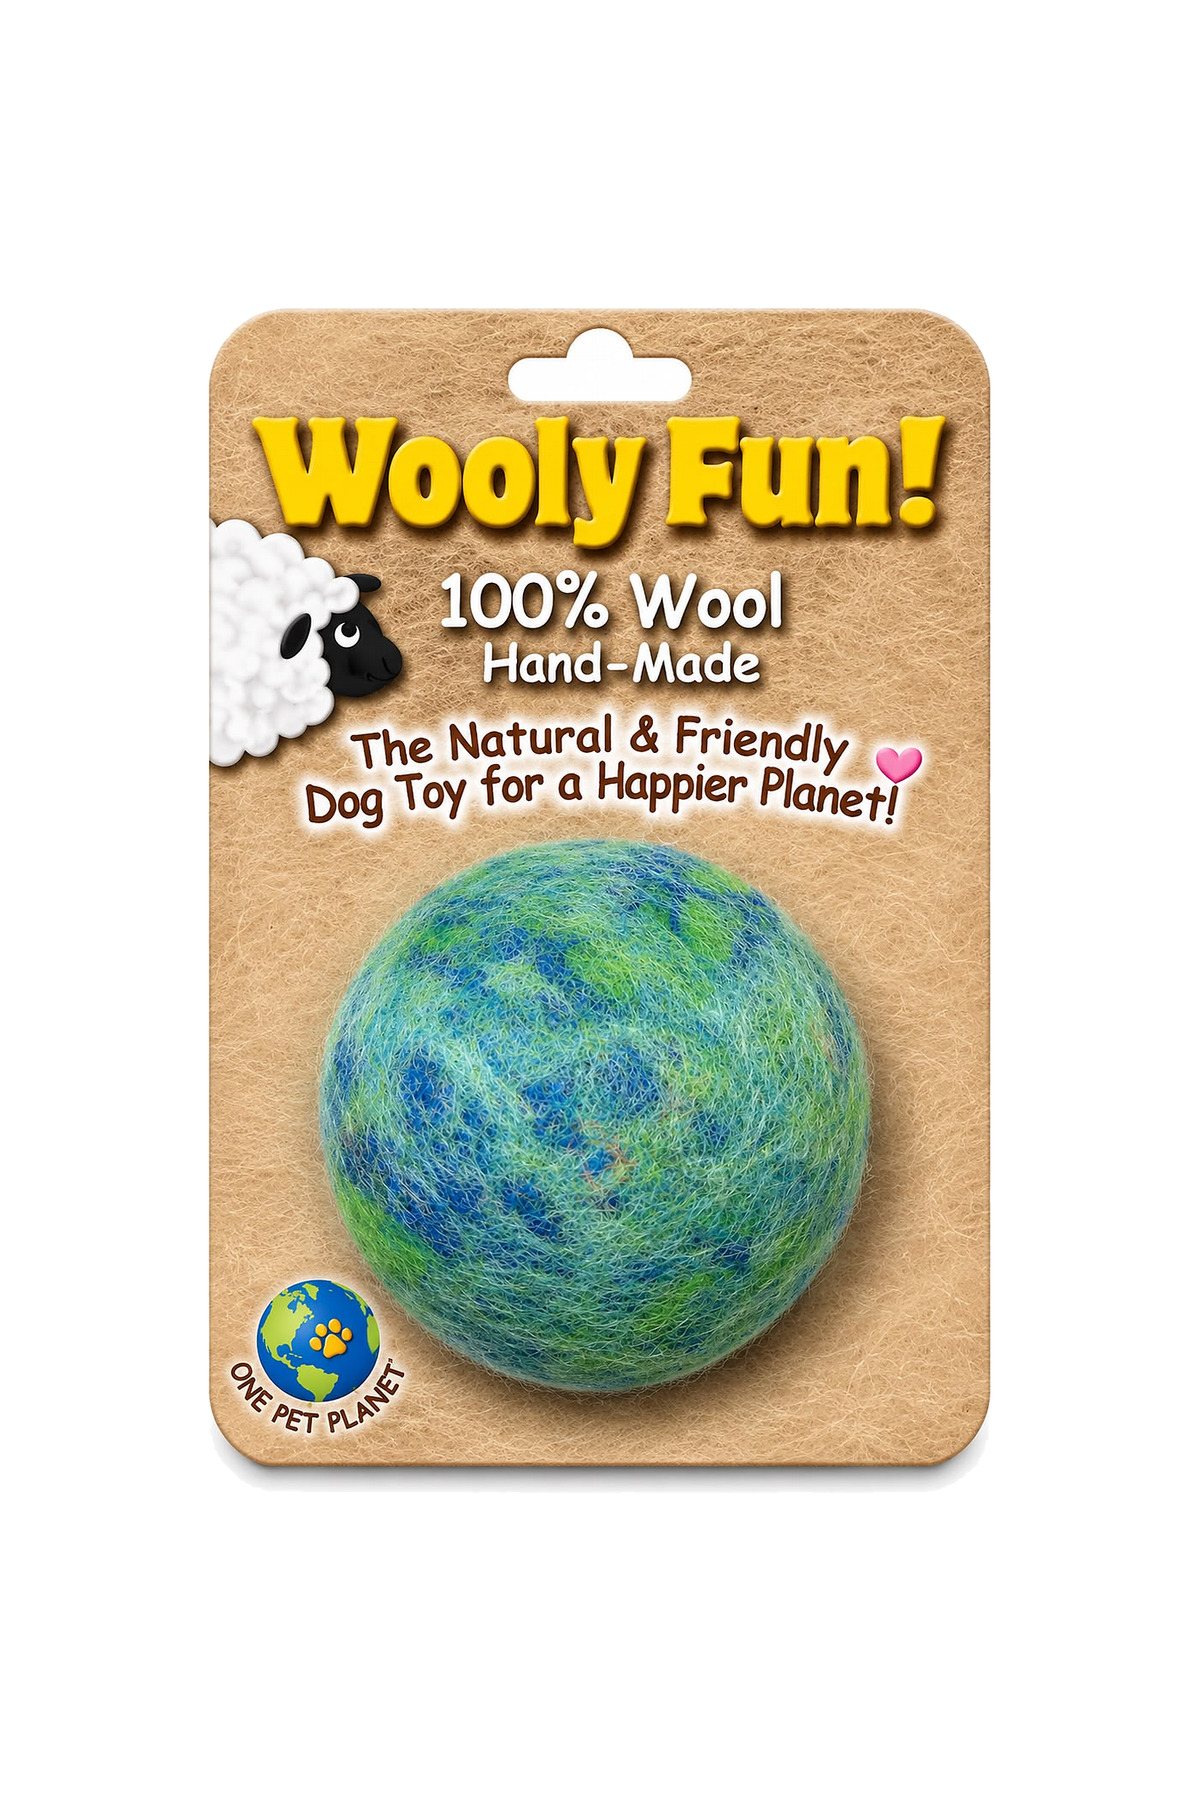 Wooly Fun!
100% Wool
Hand-Made
The Natural & Friendly
Dog Toy for a Happier Planet!
ONE PET PLANET